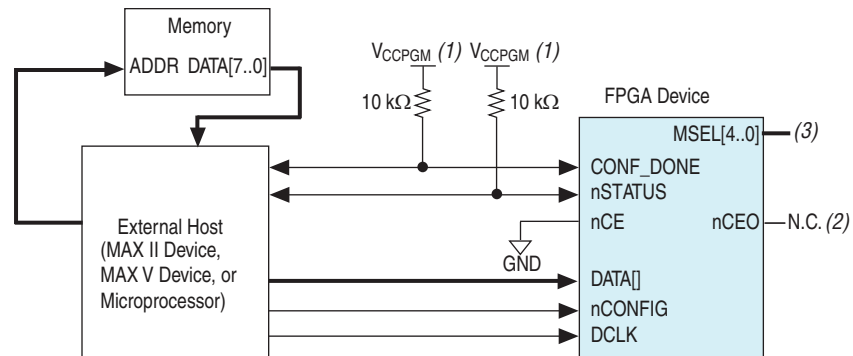 Memory
ADDR DATA[7..0]
VCCPGM (1) VCCPGM (1)
10 kΩ 10 kΩ
FPGA Device
MSEL[4..0] (3)
CONF_DONE
nSTATUS
nCE nCEO N.C. (2)
GND
External Host
(MAX II Device,
MAX V Device, or
Microprocessor)
DATA[]
nCONFIG
DCLK